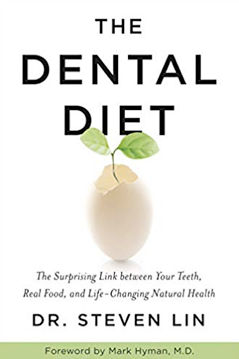 THE
DENTAL
DIET
The Surprising Link between Your Teeth,
Real Food, and Life-Changing Natural Health
DR. STEVEN LIN
Foreword by Mark Hyman, M.D.